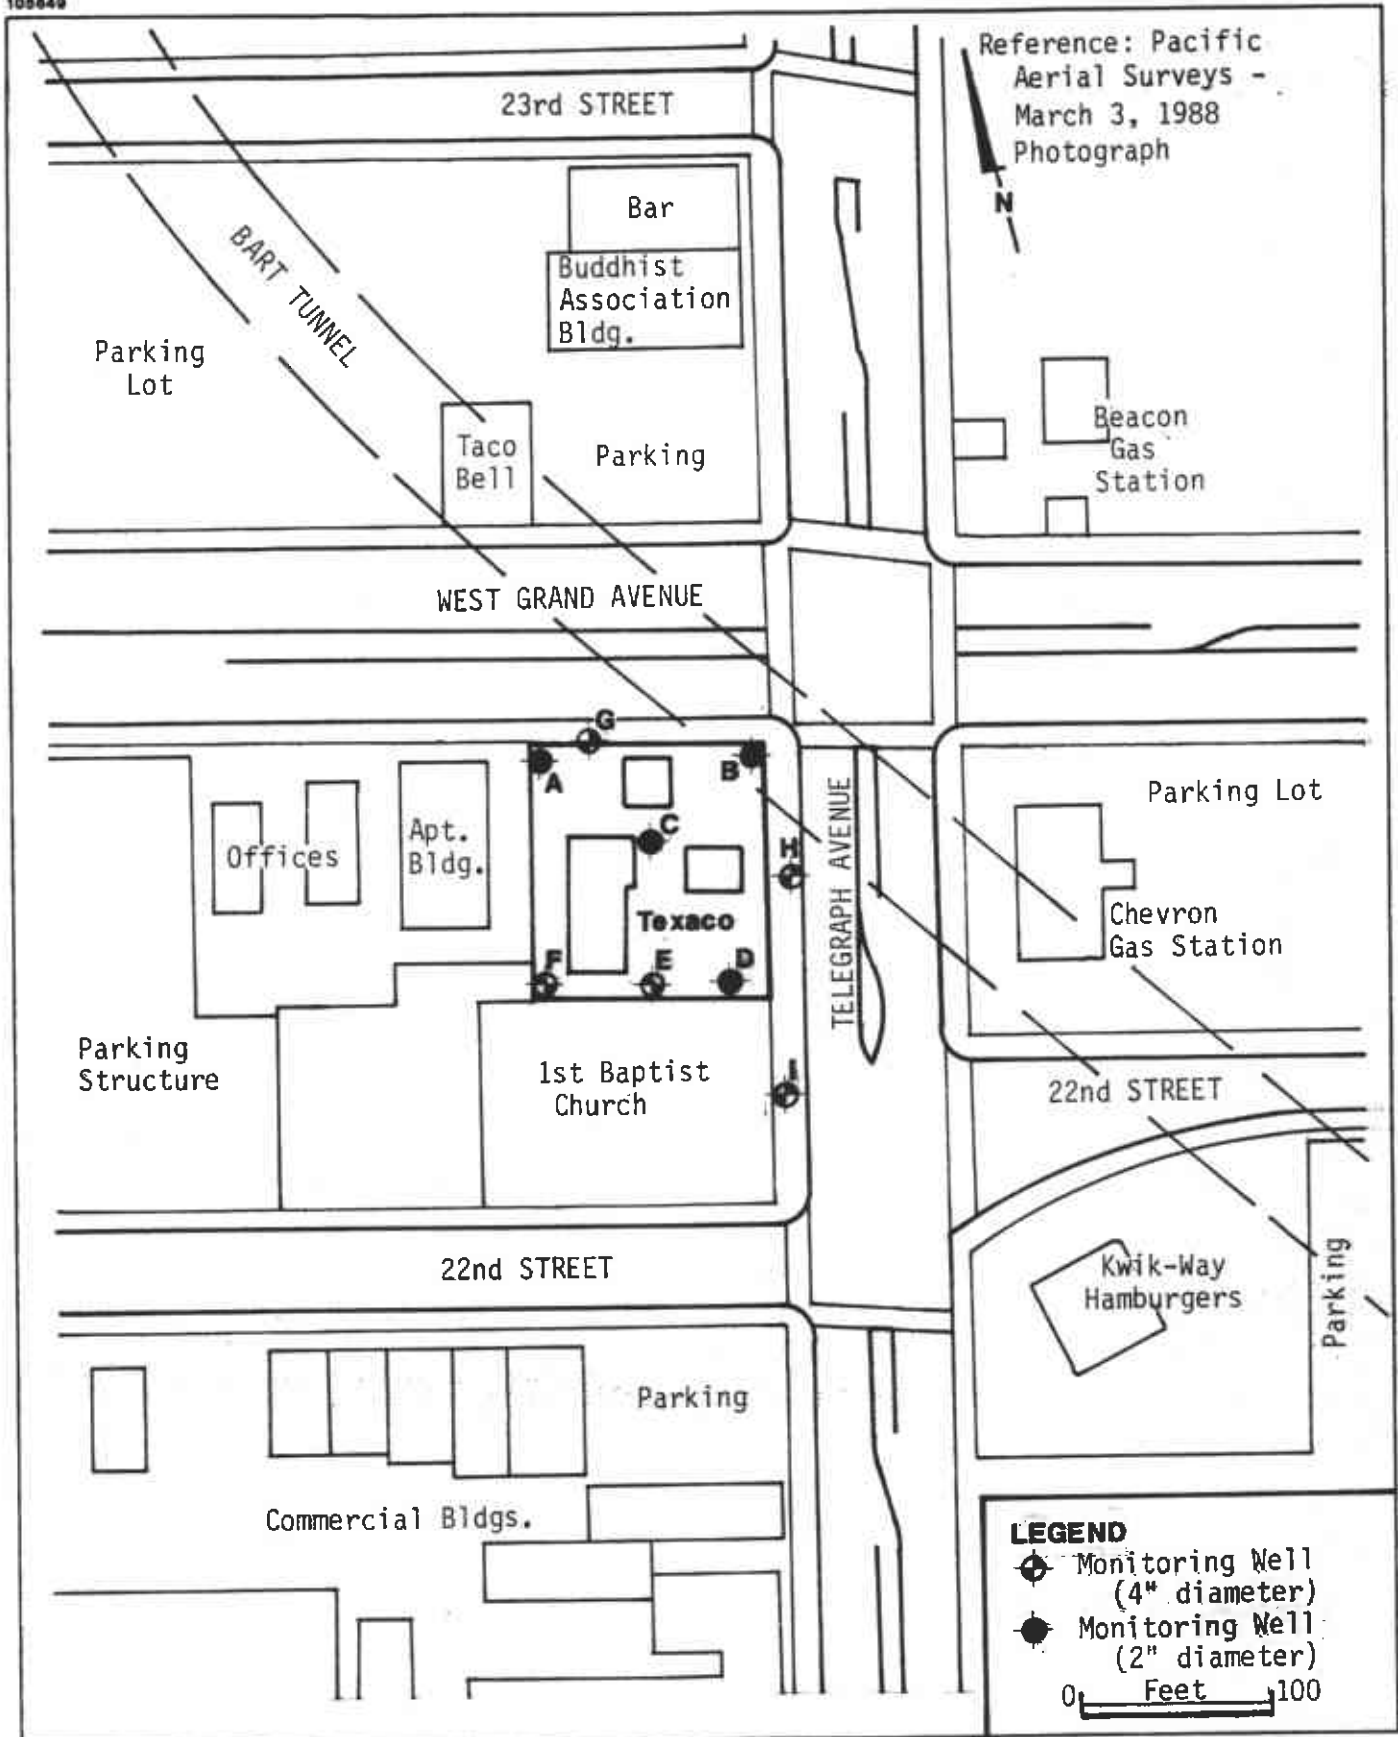 105849
Reference: Pacific
Aerial Surveys -
March 3, 1988
Photograph
N
23rd STREET
Bar
Buddhist
Association
Bldg.
BART TUNNEL
Parking
Lot
Taco
Bell
Parking
Beacon
Gas
Station
WEST GRAND AVENUE
G
A
B
C
H
Offices
Apt.
Bldg.
Texaco
F
E
D
TELEGRAPH AVENUE
Parking Lot
Chevron
Gas Station
Parking
Structure
1st Baptist
Church
I
22nd STREET
22nd STREET
Kwik-Way
Hamburgers
Parking
Parking
Commercial Bldgs.
LEGEND
Monitoring Well
(4" diameter)
Monitoring Well
(2" diameter)
0 Feet 100